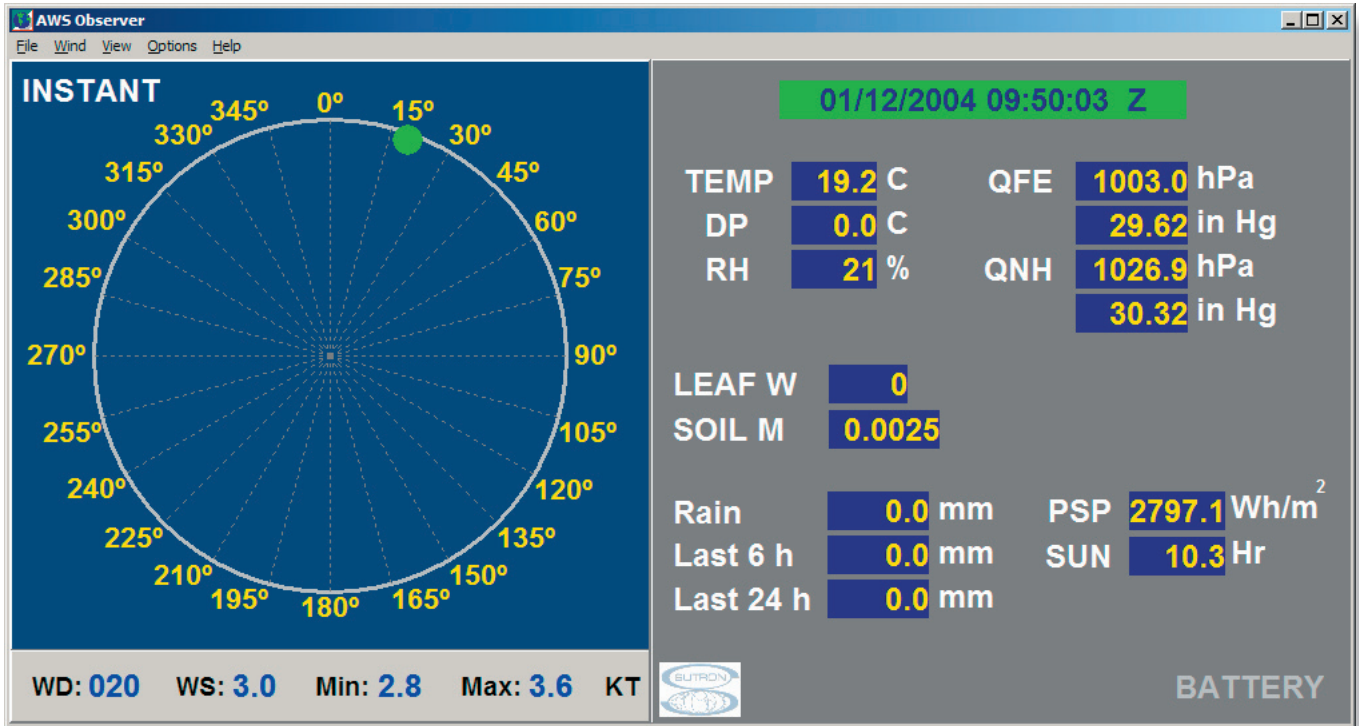 AWS Observer
File Wind View Options Help
INSTANT
0º
15º
30º
45º
60º
75º
90º
105º
120º
135º
150º
165º
180º
195º
210º
225º
240º
255º
270º
285º
300º
315º
330º
345º
WD: 020 WS: 3.0 Min: 2.8 Max: 3.6 KT
01/12/2004 09:50:03 Z
TEMP 19.2 C QFE 1003.0 hPa
DP 0.0 C 29.62 in Hg
RH 21 % QNH 1026.9 hPa
30.32 in Hg
LEAF W 0
SOIL M 0.0025
Rain 0.0 mm PSP 2797.1 Wh/m²
Last 6 h 0.0 mm SUN 10.3 Hr
Last 24 h 0.0 mm
SUTRON
BATTERY